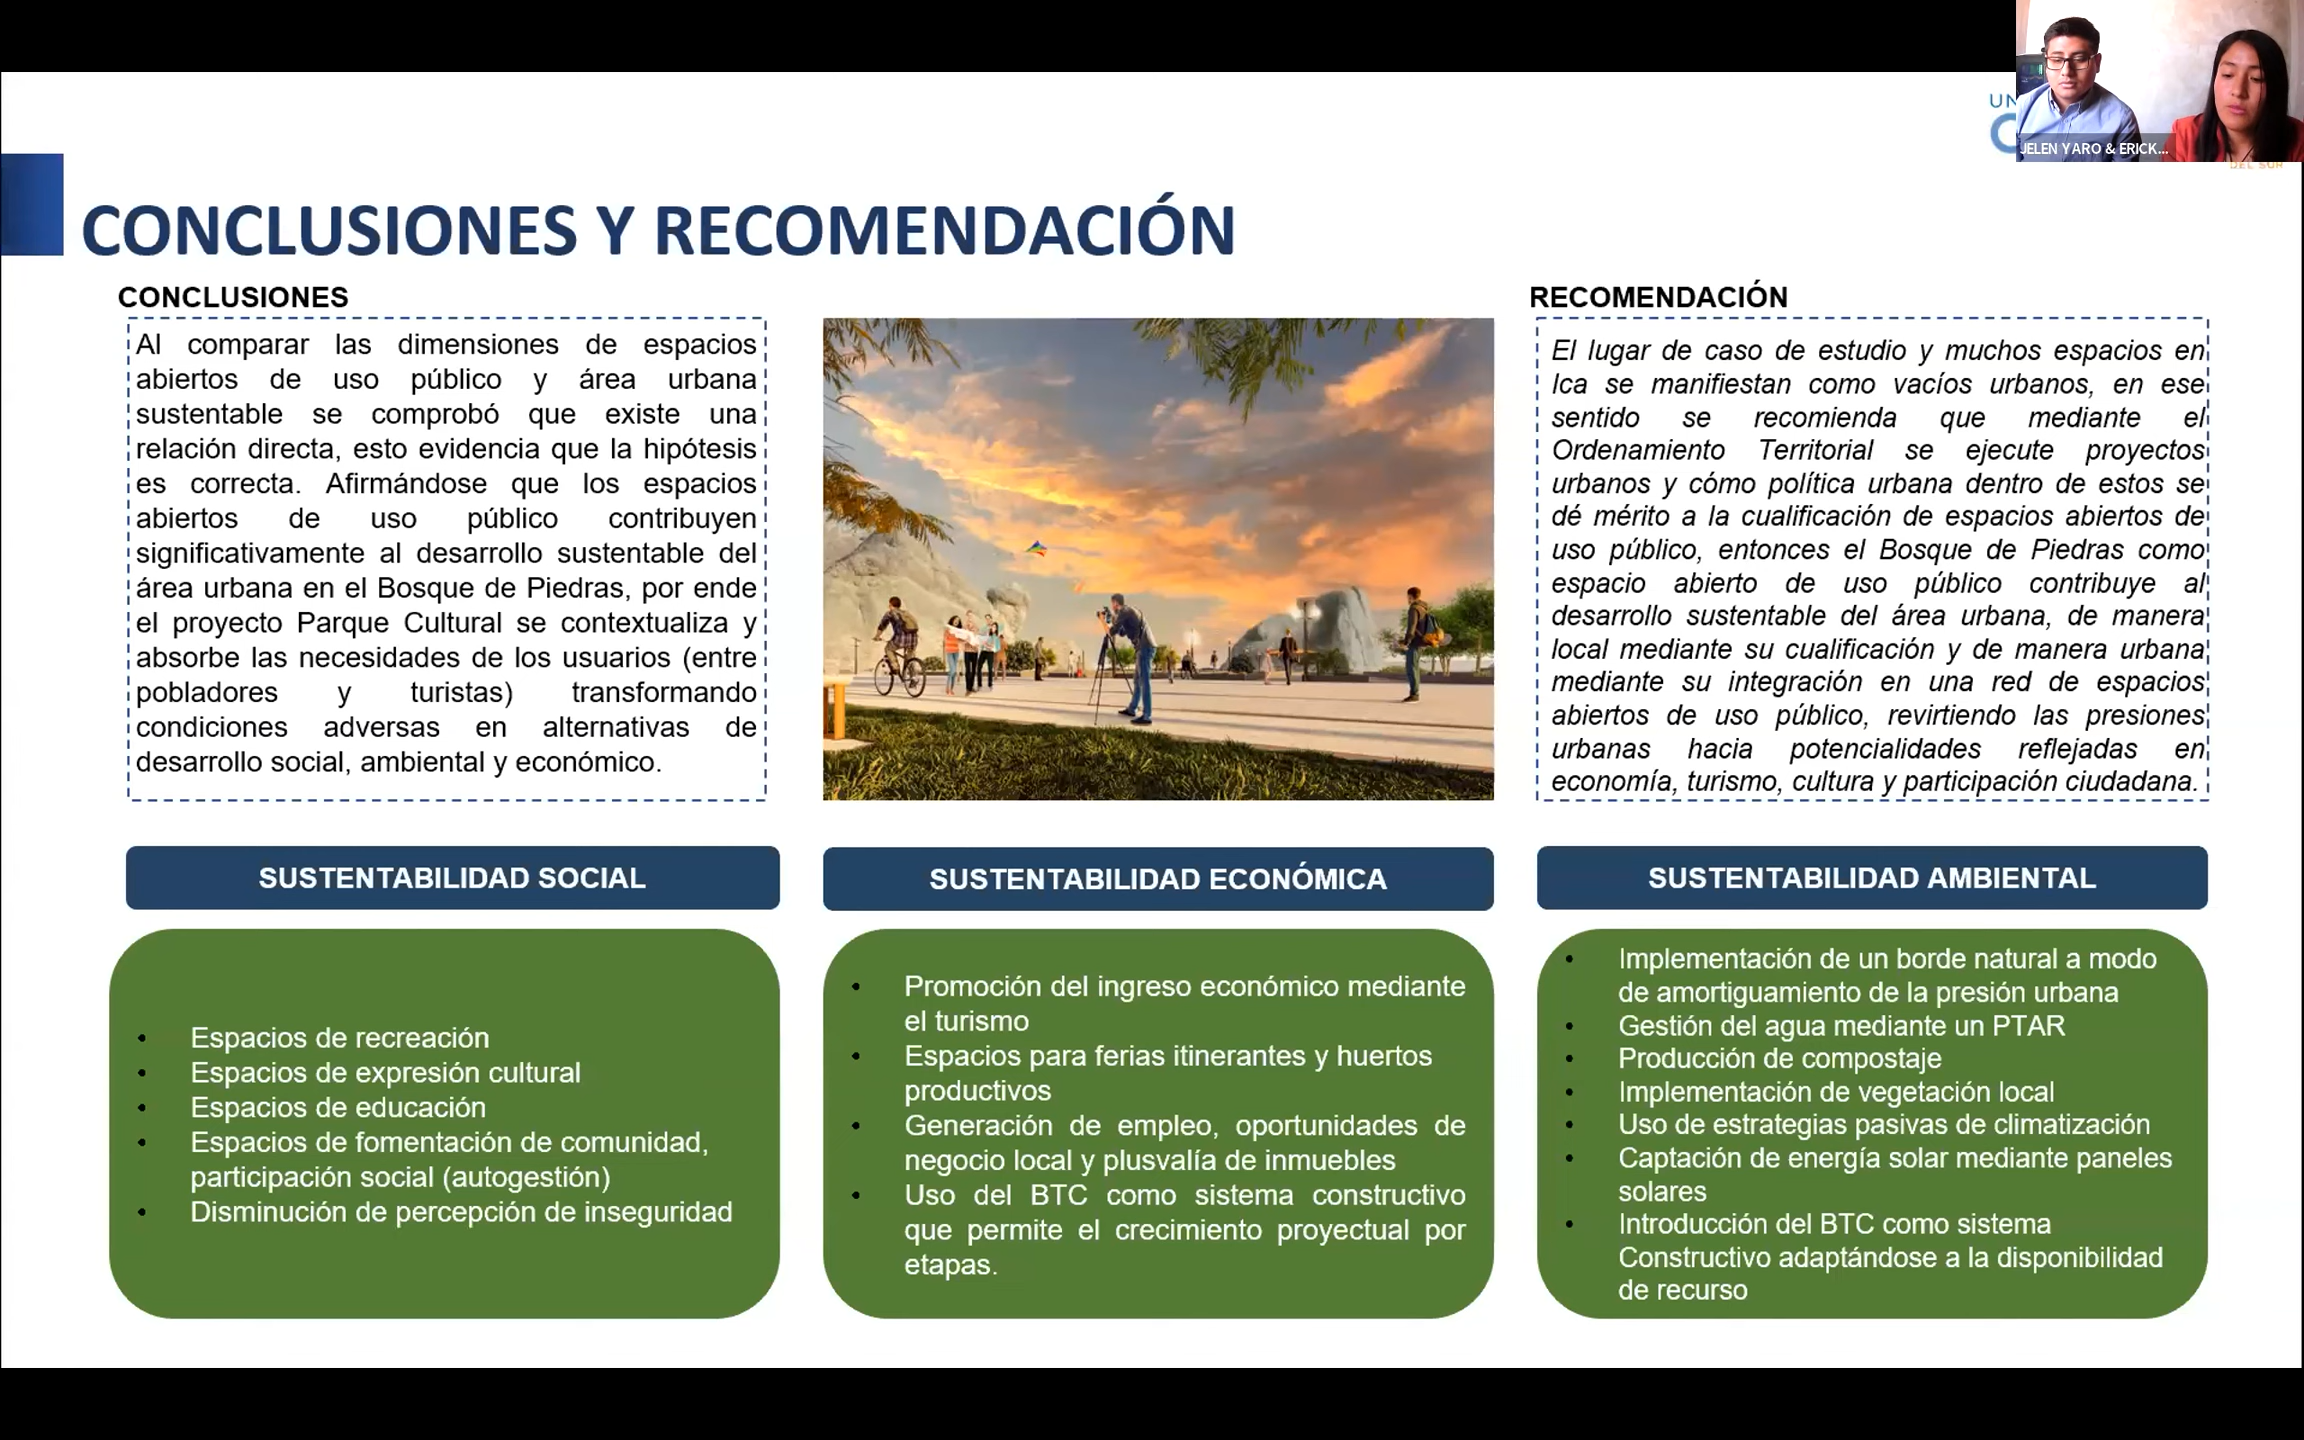 UN
DEL SUR
JELEN YARO & ERICK...
CONCLUSIONES Y RECOMENDACIÓN
CONCLUSIONES
Al comparar las dimensiones de espacios
abiertos de uso público y área urbana
sustentable se comprobó que existe una
relación directa, esto evidencia que la hipótesis
es correcta. Afirmándose que los espacios
abiertos de uso público contribuyen
significativamente al desarrollo sustentable del
área urbana en el Bosque de Piedras, por ende
el proyecto Parque Cultural se contextualiza y
absorbe las necesidades de los usuarios (entre
pobladores y turistas) transformando
condiciones adversas en alternativas de
desarrollo social, ambiental y económico.
RECOMENDACIÓN
El lugar de caso de estudio y muchos espacios en
Ica se manifiestan como vacíos urbanos, en ese
sentido se recomienda que mediante el
Ordenamiento Territorial se ejecute proyectos
urbanos y cómo política urbana dentro de estos se
dé mérito a la cualificación de espacios abiertos de
uso público, entonces el Bosque de Piedras como
espacio abierto de uso público contribuye al
desarrollo sustentable del área urbana, de manera
local mediante su cualificación y de manera urbana
mediante su integración en una red de espacios
abiertos de uso público, revirtiendo las presiones
urbanas hacia potencialidades reflejadas en
economía, turismo, cultura y participación ciudadana.
SUSTENTABILIDAD SOCIAL
• Espacios de recreación
• Espacios de expresión cultural
• Espacios de educación
• Espacios de fomentación de comunidad,
participación social (autogestión)
• Disminución de percepción de inseguridad
SUSTENTABILIDAD ECONÓMICA
• Promoción del ingreso económico mediante
el turismo
• Espacios para ferias itinerantes y huertos
productivos
• Generación de empleo, oportunidades de
negocio local y plusvalía de inmuebles
• Uso del BTC como sistema constructivo
que permite el crecimiento proyectual por
etapas.
SUSTENTABILIDAD AMBIENTAL
• Implementación de un borde natural a modo
de amortiguamiento de la presión urbana
• Gestión del agua mediante un PTAR
• Producción de compostaje
• Implementación de vegetación local
• Uso de estrategias pasivas de climatización
• Captación de energía solar mediante paneles
solares
• Introducción del BTC como sistema
Constructivo adaptándose a la disponibilidad
de recurso